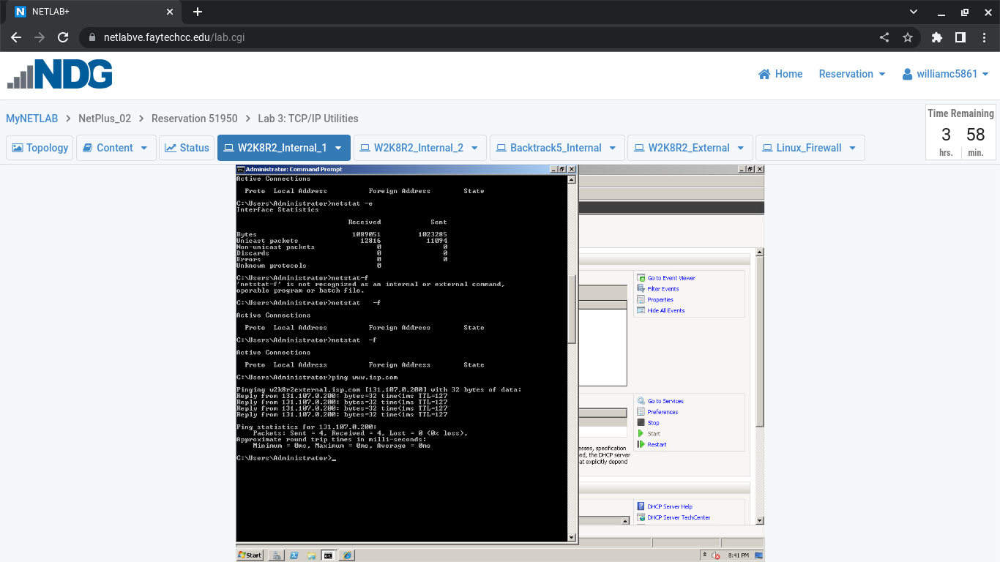 NETLAB+
netlabve.faytechcc.edu/lab.cgi
NDG
Home
Reservation
williamc5861
MyNETLAB > NetPlus_02 > Reservation 51950 > Lab 3: TCP/IP Utilities
Time Remaining
3 58
hrs. min.
Topology Content Status W2K8R2_Internal_1 W2K8R2_Internal_2 Backtrack5_Internal W2K8R2_External Linux_Firewall
Administrator: Command Prompt
Active Connections
Proto Local Address Foreign Address State
C:\Users\Administrator>netstat -e
Interface Statistics
Received Sent
Bytes 1089051 1023285
Unicast packets 12816 11094
Non-unicast packets 0 0
Discards 0 0
Errors 0 0
Unknown protocols 0
C:\Users\Administrator>netstat-f
'netstat-f' is not recognized as an internal or external command,
operable program or batch file.
C:\Users\Administrator>netstat -f
Active Connections
Proto Local Address Foreign Address State
C:\Users\Administrator>netstat -f
Active Connections
Proto Local Address Foreign Address State
C:\Users\Administrator>ping www.isp.com
Pinging w2k8r2external.isp.com [131.107.0.200] with 32 bytes of data:
Reply from 131.107.0.200: bytes=32 time<1ms TTL=127
Reply from 131.107.0.200: bytes=32 time<1ms TTL=127
Reply from 131.107.0.200: bytes=32 time<1ms TTL=127
Reply from 131.107.0.200: bytes=32 time<1ms TTL=127
Ping statistics for 131.107.0.200:
Packets: Sent = 4, Received = 4, Lost = 0 (0% loss),
Approximate round trip times in milli-seconds:
Minimum = 0ms, Maximum = 0ms, Average = 0ms
C:\Users\Administrator>_
Go to Event Viewer
Filter Events
Properties
Hide All Events
Go to Services
Preferences
Stop
Start
Restart
esses, specification
ed, the DHCP server
at explicitly depend
DHCP Server Help
DHCP Server TechCenter
Start
8:41 PM